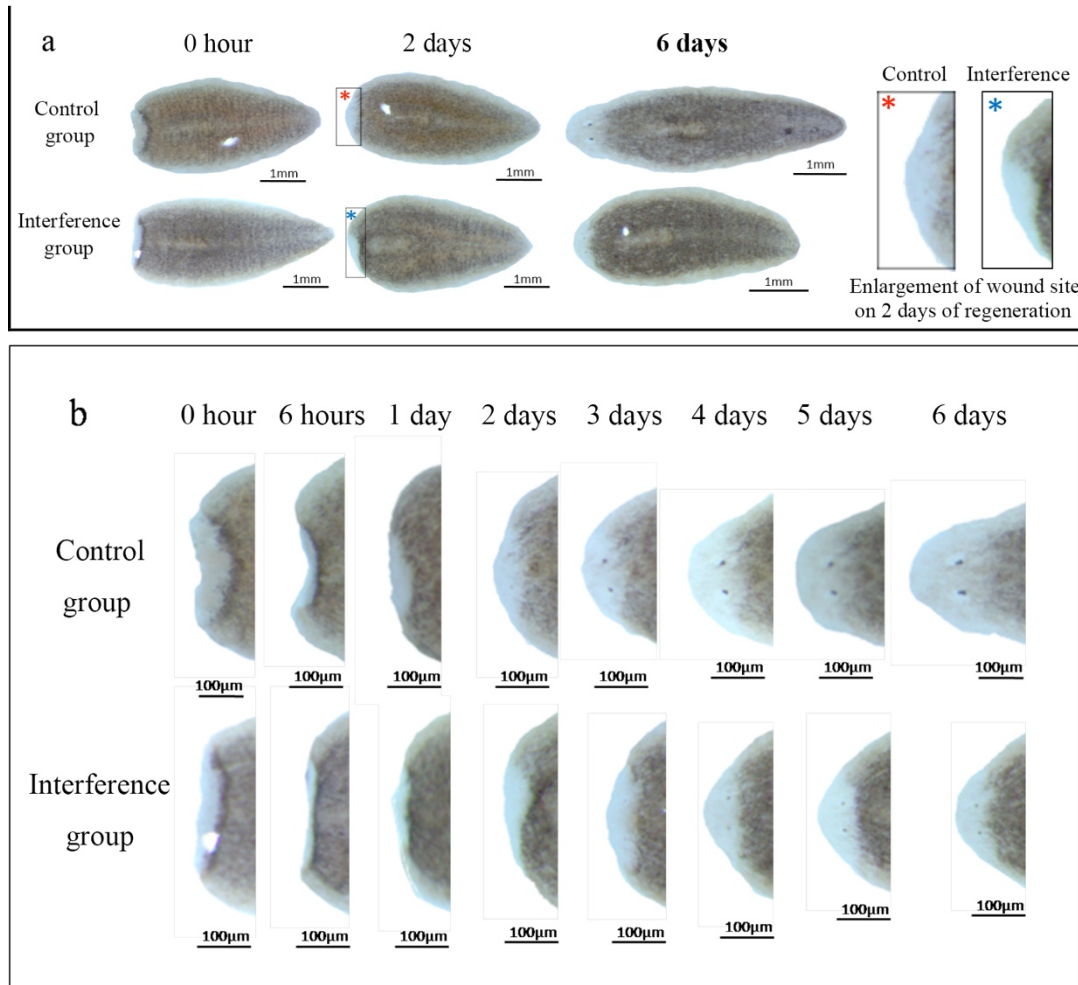 a
0 hour
2 days
6 days
Control
group
*
1mm
1mm
1mm
Interference
group
*
1mm
1mm
1mm
Control
Interference
*
*
Enlargement of wound site
on 2 days of regeneration
b
0 hour
6 hours
1 day
2 days
3 days
4 days
5 days
6 days
Control
group
100µm
100µm
100µm
100µm
100µm
100µm
100µm
100µm
Interference
group
100µm
100µm
100µm
100µm
100µm
100µm
100µm
100µm